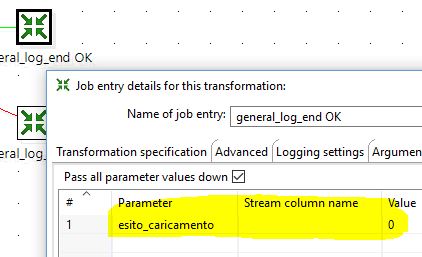 eral_log_end OK
Job entry details for this transformation:
Name of job entry: general_log_end OK
eral_log_
Transformation specification Advanced Logging settings Argumen
Pass all parameter values down
# Parameter Stream column name Value
1 esito_caricamento 0